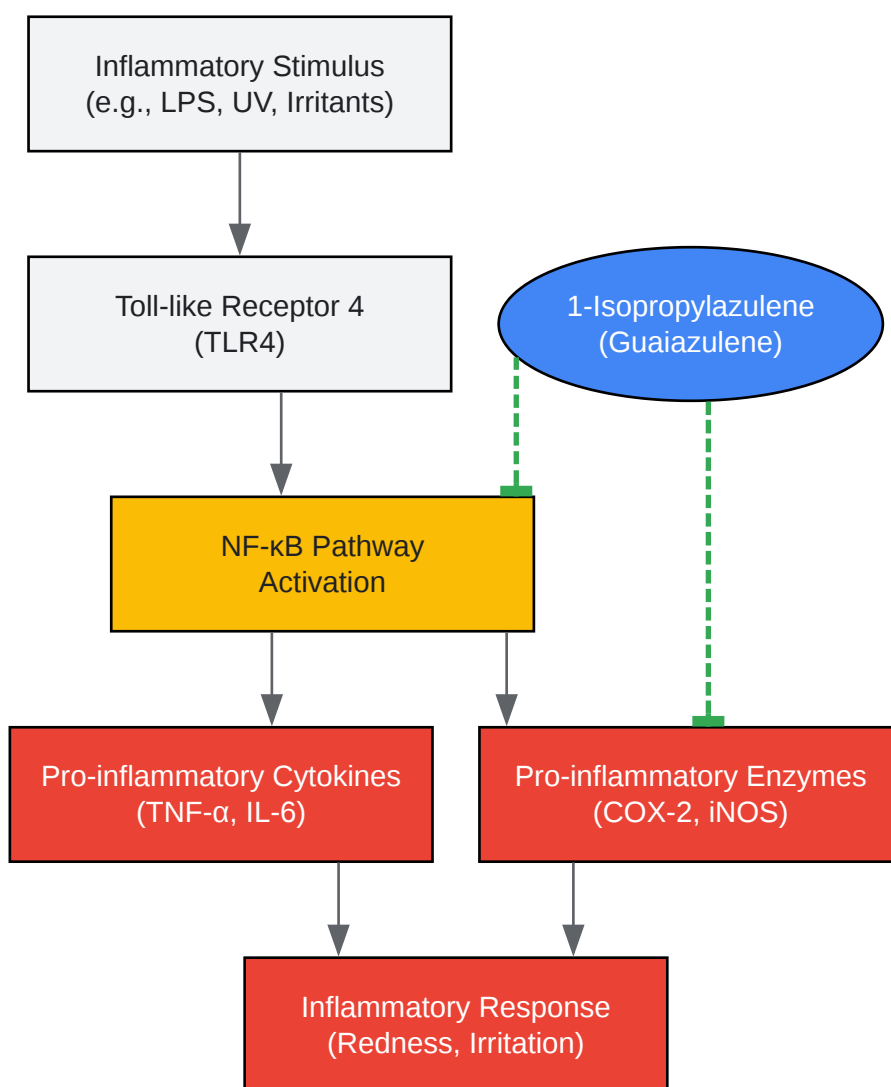 Inflammatory Stimulus
(e.g., LPS, UV, Irritants)
Toll-like Receptor 4
(TLR4)
1-Isopropylazulene
(Guaiazulene)
NF-κB Pathway
Activation
Pro-inflammatory Cytokines
(TNF-α, IL-6)
Pro-inflammatory Enzymes
(COX-2, iNOS)
Inflammatory Response
(Redness, Irritation)